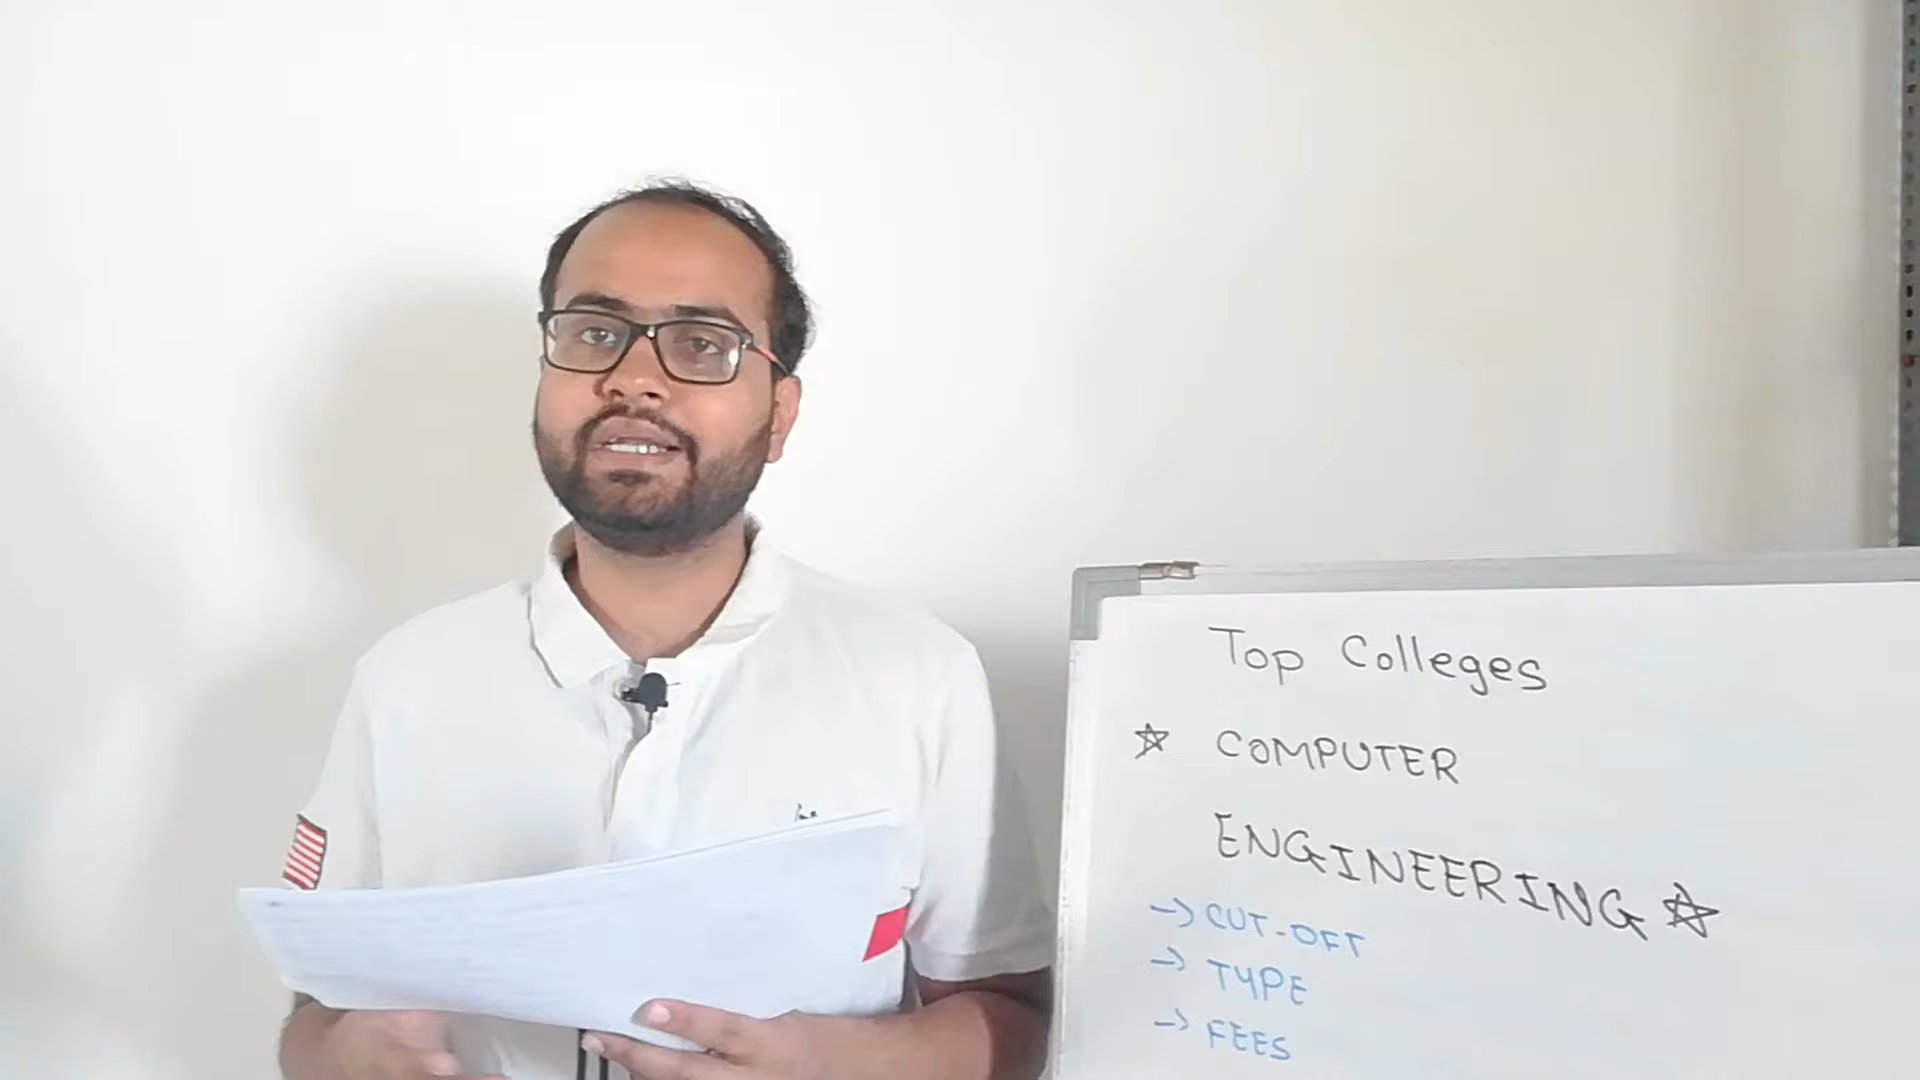 Top Colleges
☆ COMPUTER
ENGINEERING ☆
→ CUT-OFF
→ TYPE
→ FEES